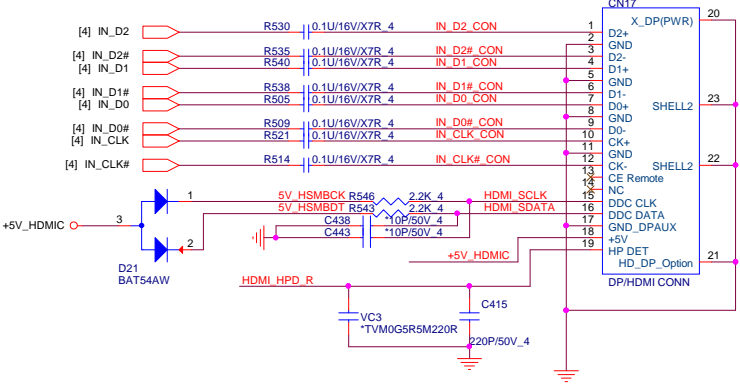 CN17
[4] IN_D2 R530 0.1U/16V/X7R_4 IN_D2_CON 1 D2+ X_DP(PWR) 20
2 GND
[4] IN_D2# R535 0.1U/16V/X7R_4 IN_D2#_CON 3 D2-
[4] IN_D1 R540 0.1U/16V/X7R_4 IN_D1_CON 4 D1+
5 GND
[4] IN_D1# R538 0.1U/16V/X7R_4 IN_D1#_CON 6 D1-
[4] IN_D0 R505 0.1U/16V/X7R_4 IN_D0_CON 7 D0+ SHELL2 23
8 GND
[4] IN_D0# R509 0.1U/16V/X7R_4 IN_D0#_CON 9 D0-
[4] IN_CLK R521 0.1U/16V/X7R_4 IN_CLK_CON 10 CK+
11 GND
[4] IN_CLK# R514 0.1U/16V/X7R_4 IN_CLK#_CON 12 CK- SHELL2 22
13 CE Remote
14 NC
1 5V_HSMBCK R546 2.2K_4 HDMI_SCLK 15 DDC CLK
5V_HSMBDT R543 2.2K_4 HDMI_SDATA 16 DDC DATA
+5V_HDMIC 3 C438 *10P/50V_4 17 GND_DPAUX
2 C443 *10P/50V_4 18 +5V
+5V_HDMIC 19 HP DET
D21 HD_DP_Option 21
BAT54AW
HDMI_HPD_R DP/HDMI CONN
C415
VC3
*TVM0G5R5M220R
220P/50V_4